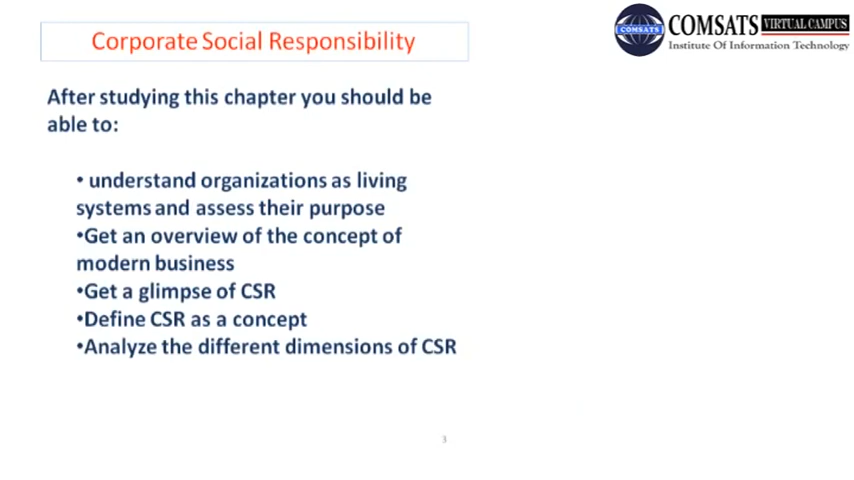 Corporate Social Responsibility
COMSATS VIRTUAL CAMPUS
COMSATS
Institute Of Information Technology
After studying this chapter you should be
able to:
• understand organizations as living
systems and assess their purpose
•Get an overview of the concept of
modern business
•Get a glimpse of CSR
•Define CSR as a concept
•Analyze the different dimensions of CSR
3